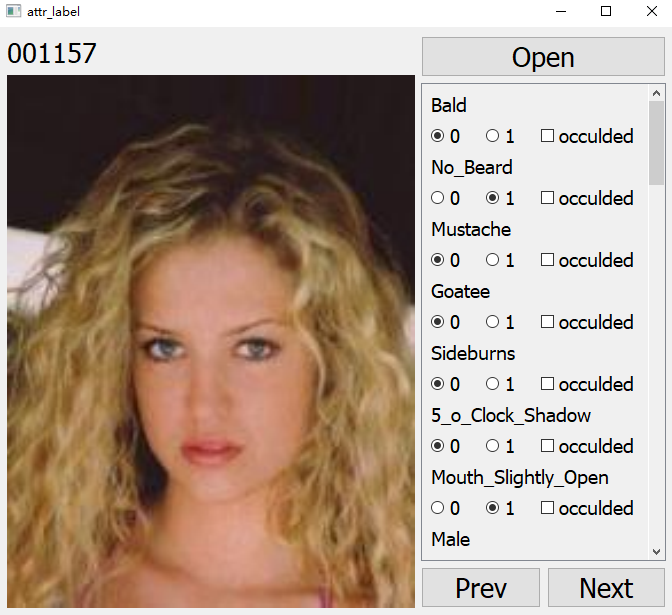 attr_label
001157
Open
Bald
0 1 occulded
No_Beard
0 1 occulded
Mustache
0 1 occulded
Goatee
0 1 occulded
Sideburns
0 1 occulded
5_o_Clock_Shadow
0 1 occulded
Mouth_Slightly_Open
0 1 occulded
Male
Prev Next